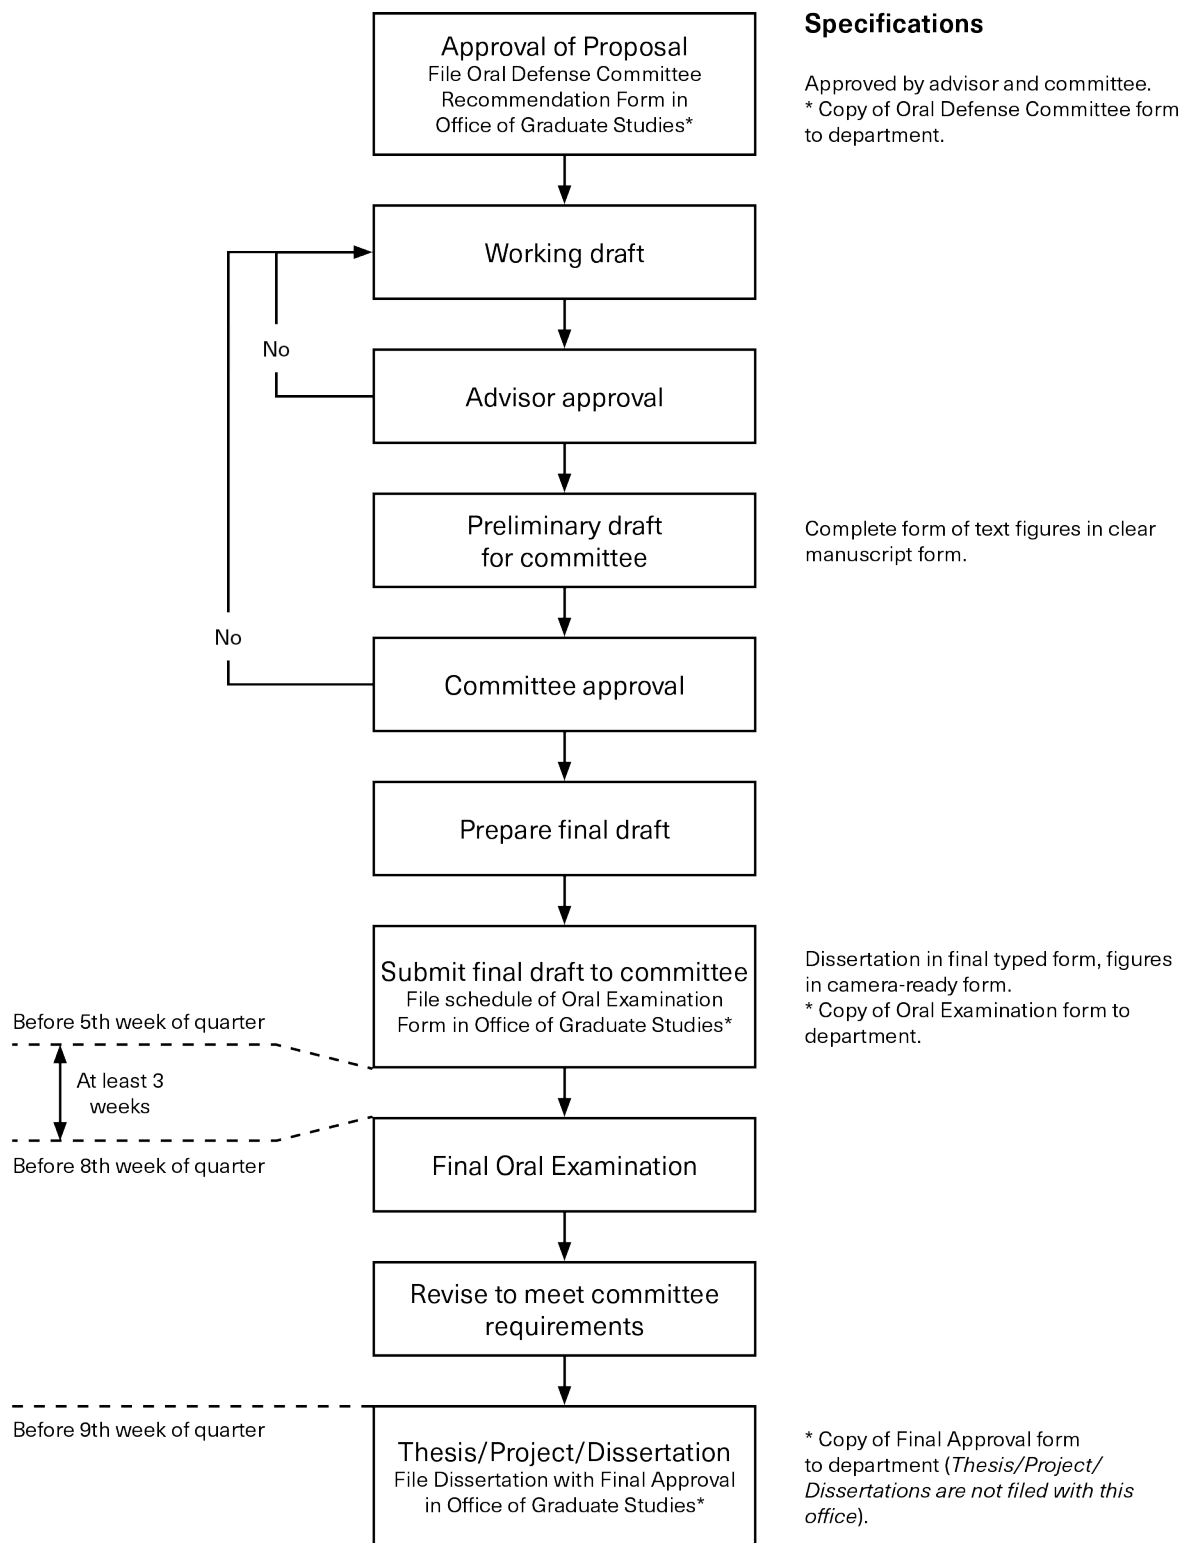 Specifications
Approval of Proposal
File Oral Defense Committee
Recommendation Form in
Office of Graduate Studies*
Approved by advisor and committee.
* Copy of Oral Defense Committee form
to department.
Working draft
No
Advisor approval
Preliminary draft
for committee
Complete form of text figures in clear
manuscript form.
No
Committee approval
Prepare final draft
Submit final draft to committee
File schedule of Oral Examination
Form in Office of Graduate Studies*
Dissertation in final typed form, figures
in camera-ready form.
* Copy of Oral Examination form to
department.
Before 5th week of quarter
At least 3
weeks
Before 8th week of quarter
Final Oral Examination
Revise to meet committee
requirements
Before 9th week of quarter
Thesis/Project/Dissertation
File Dissertation with Final Approval
in Office of Graduate Studies*
* Copy of Final Approval form
to department (Thesis/Project/
Dissertations are not filed with this
office).